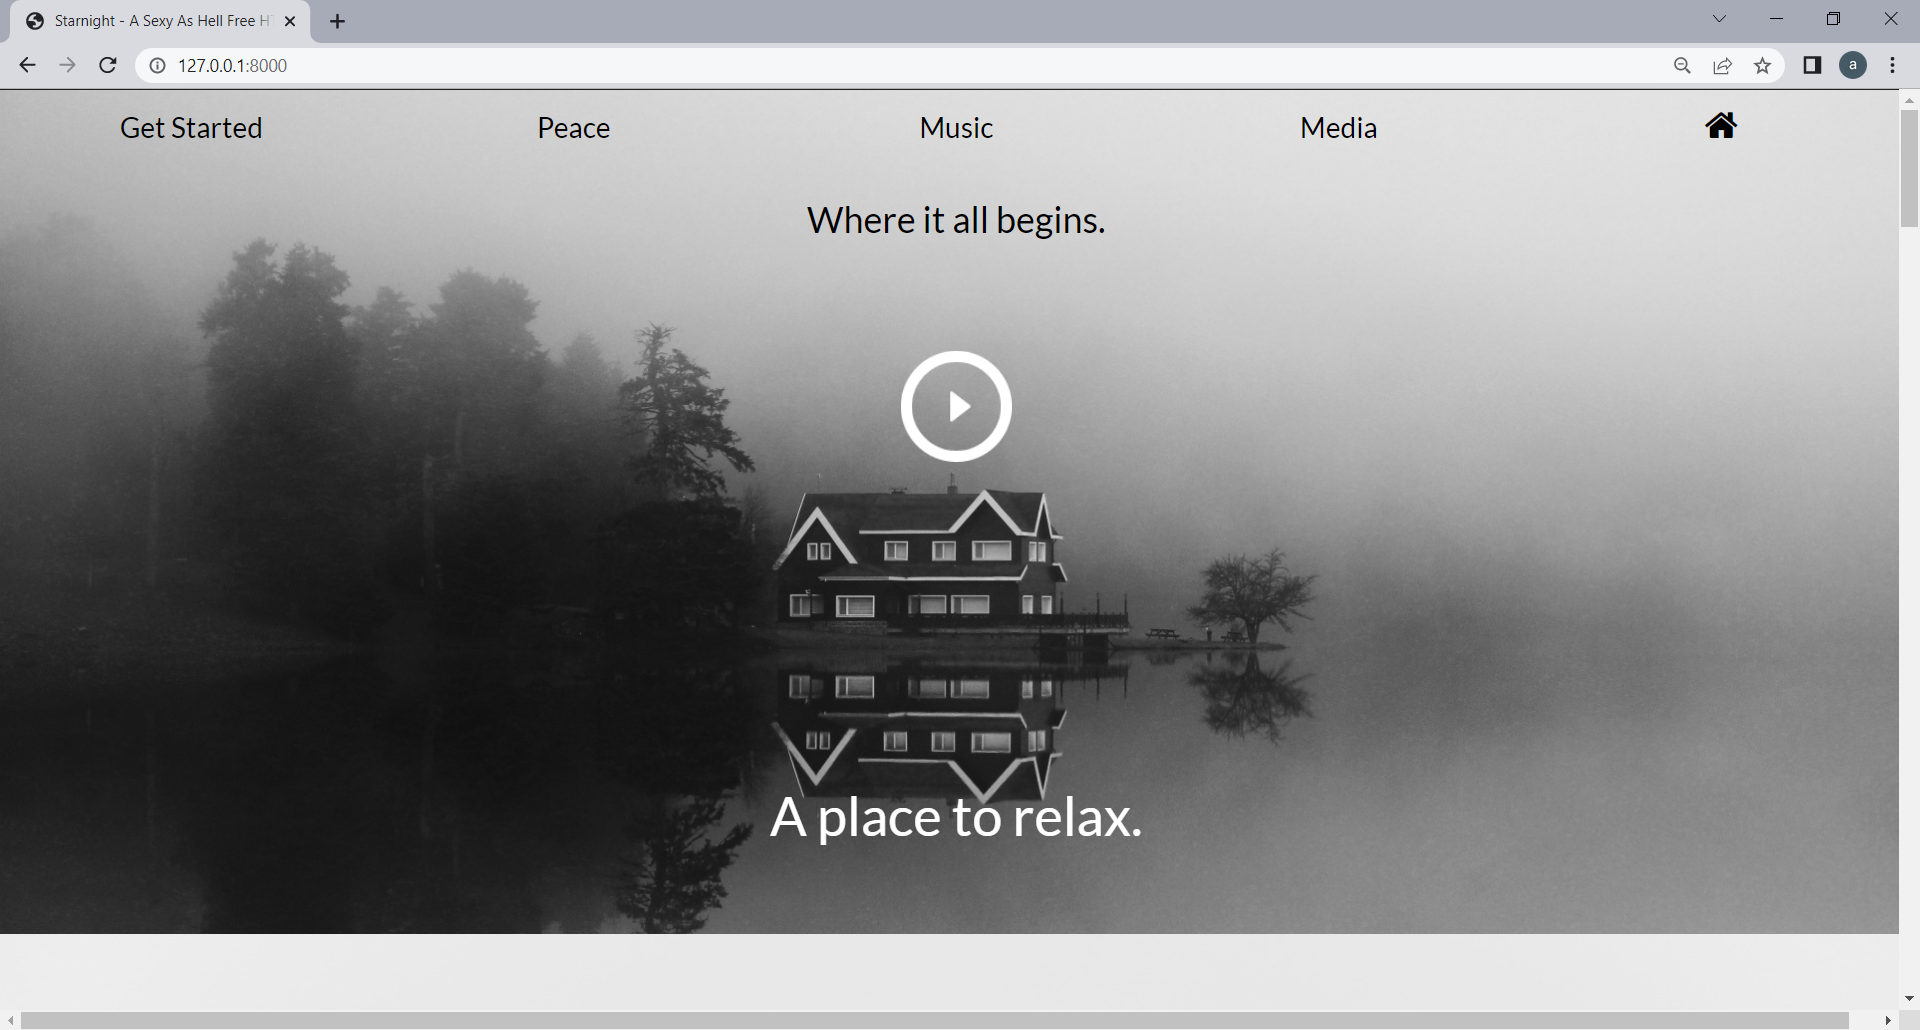 Starnight - A Sexy As Hell Free H
127.0.0.1:8000
a
Get Started
Peace
Music
Media
Where it all begins.
A place to relax.